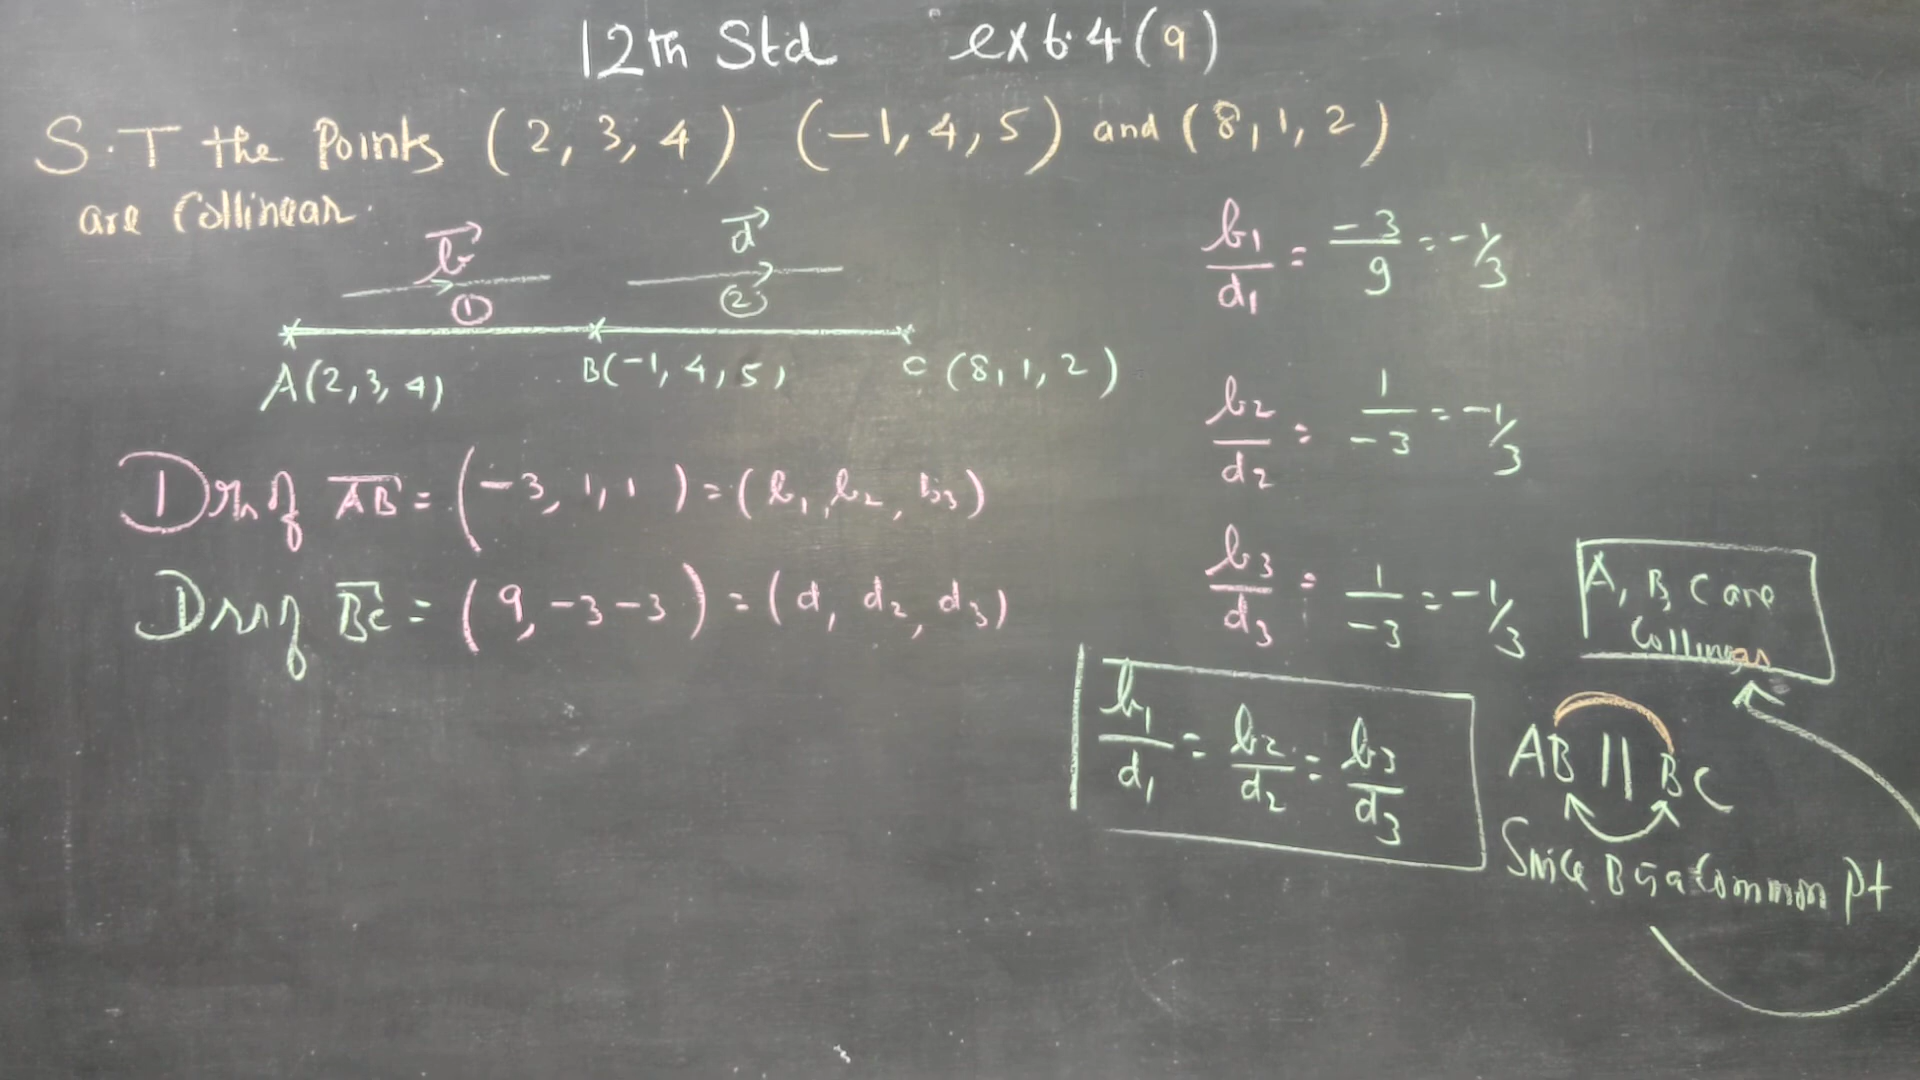 12th Std ex 6.4(9)
S.T the Points (2, 3, 4) (-1, 4, 5) and (8, 1, 2)
are Collinear.
b d
① ②
A(2, 3, 4) B(-1, 4, 5) C (8, 1, 2)
Drs of AB = (-3, 1, 1) = (b1, b2, b3)
Drs of BC = (9, -3 -3) = (d1 d2, d3)
b1/d1 = -3/9 = -1/3
b2/d2 = 1/-3 = -1/3
b3/d3 = 1/-3 = -1/3
b1/d1 = b2/d2 = b3/d3
A, B, C are
Collinear
AB || BC
Since B is a Common Pt